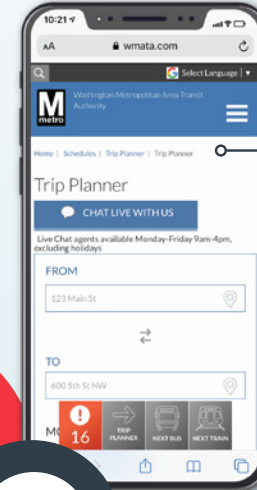 10:21
AA wmata.com
Select Language
M
metro
Washington Metropolitan Area Transit
Authority
Home | Schedules | Trip Planner | Trip Planner
Trip Planner
CHAT LIVE WITH US
Live Chat agents available Monday-Friday 9am-4pm,
excluding holidays
FROM
123 Main St
TO
600 5th St NW
! 16
TRIP
PLANNER
NEXT BUS
NEXT TRAIN